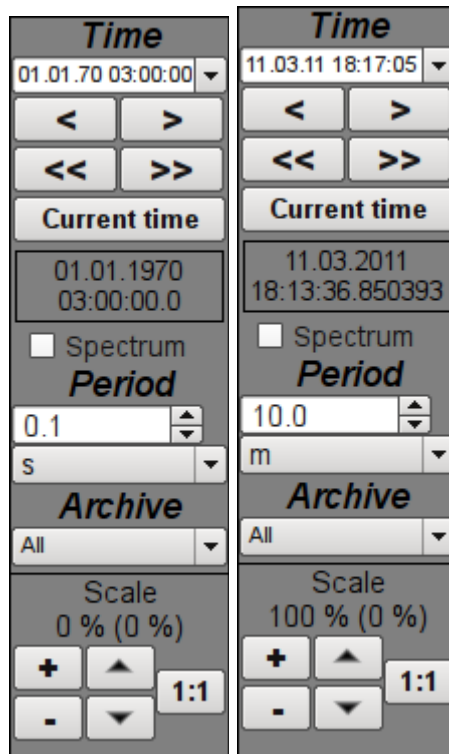 Time
01.01.70 03:00:00
< >
<< >>
Current time
01.01.1970
03:00:00.0
Spectrum
Period
0.1
s
Archive
All
Scale
0 % (0 %)
+
1:1
-
Time
11.03.11 18:17:05
< >
<< >>
Current time
11.03.2011
18:13:36.850393
Spectrum
Period
10.0
m
Archive
All
Scale
100 % (0 %)
+
1:1
-